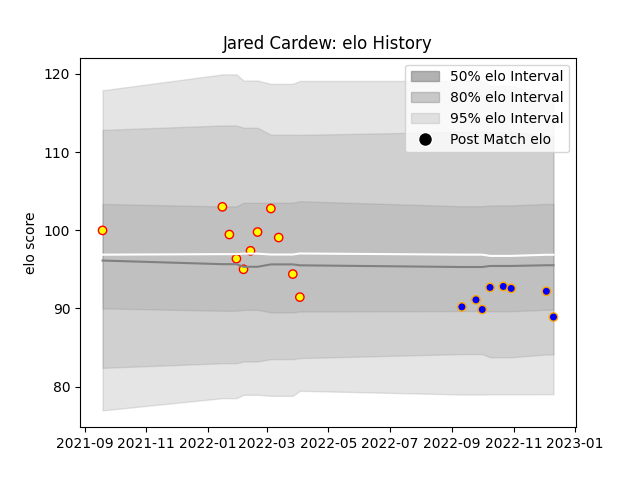 Jared Cardew: elo History
50% elo Interval
80% elo Interval
95% elo Interval
Post Match elo
elo score
120
110
100
90
80
2021-09 2021-11 2022-01 2022-03 2022-05 2022-07 2022-09 2022-11 2023-01